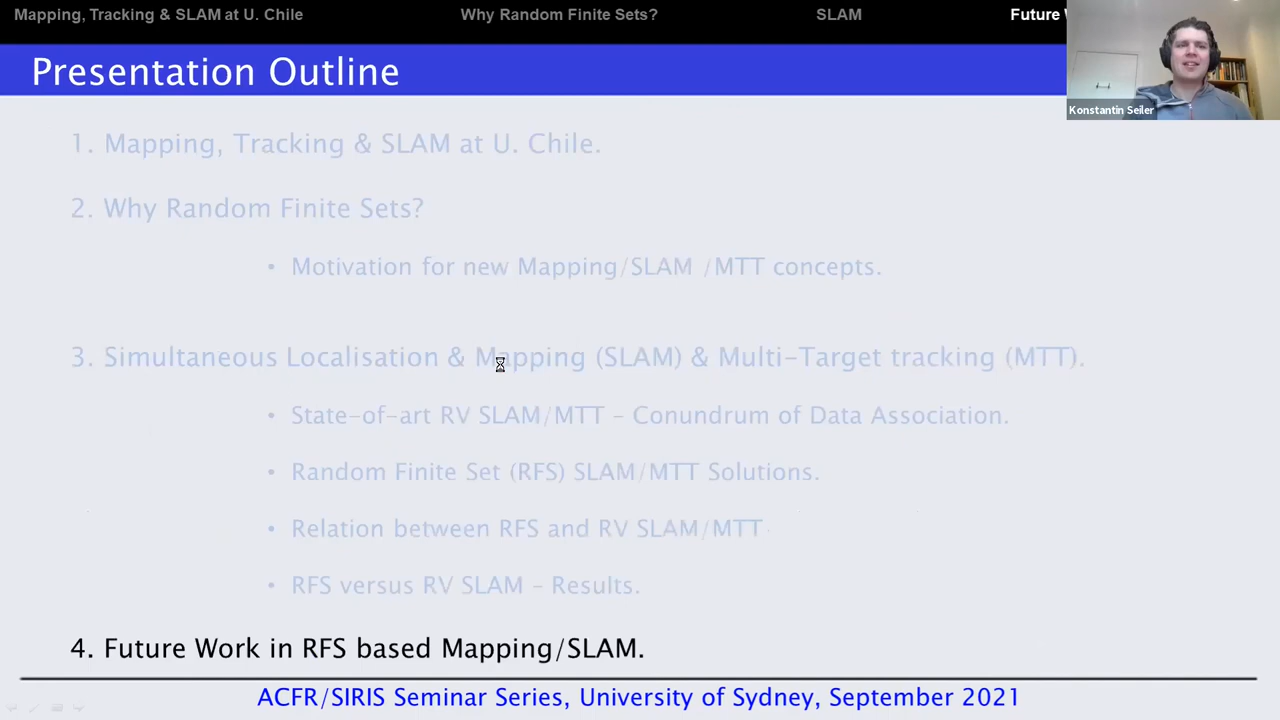 Mapping, Tracking & SLAM at U. Chile Why Random Finite Sets? SLAM Future
Presentation Outline
Konstantin Seiler
1. Mapping, Tracking & SLAM at U. Chile.
2. Why Random Finite Sets?
• Motivation for new Mapping/SLAM /MTT concepts.
3. Simultaneous Localisation & Mapping (SLAM) & Multi-Target tracking (MTT).
• State-of-art RV SLAM/MTT – Conundrum of Data Association.
• Random Finite Set (RFS) SLAM/MTT Solutions.
• Relation between RFS and RV SLAM/MTT
• RFS versus RV SLAM – Results.
4. Future Work in RFS based Mapping/SLAM.
ACFR/SIRIS Seminar Series, University of Sydney, September 2021